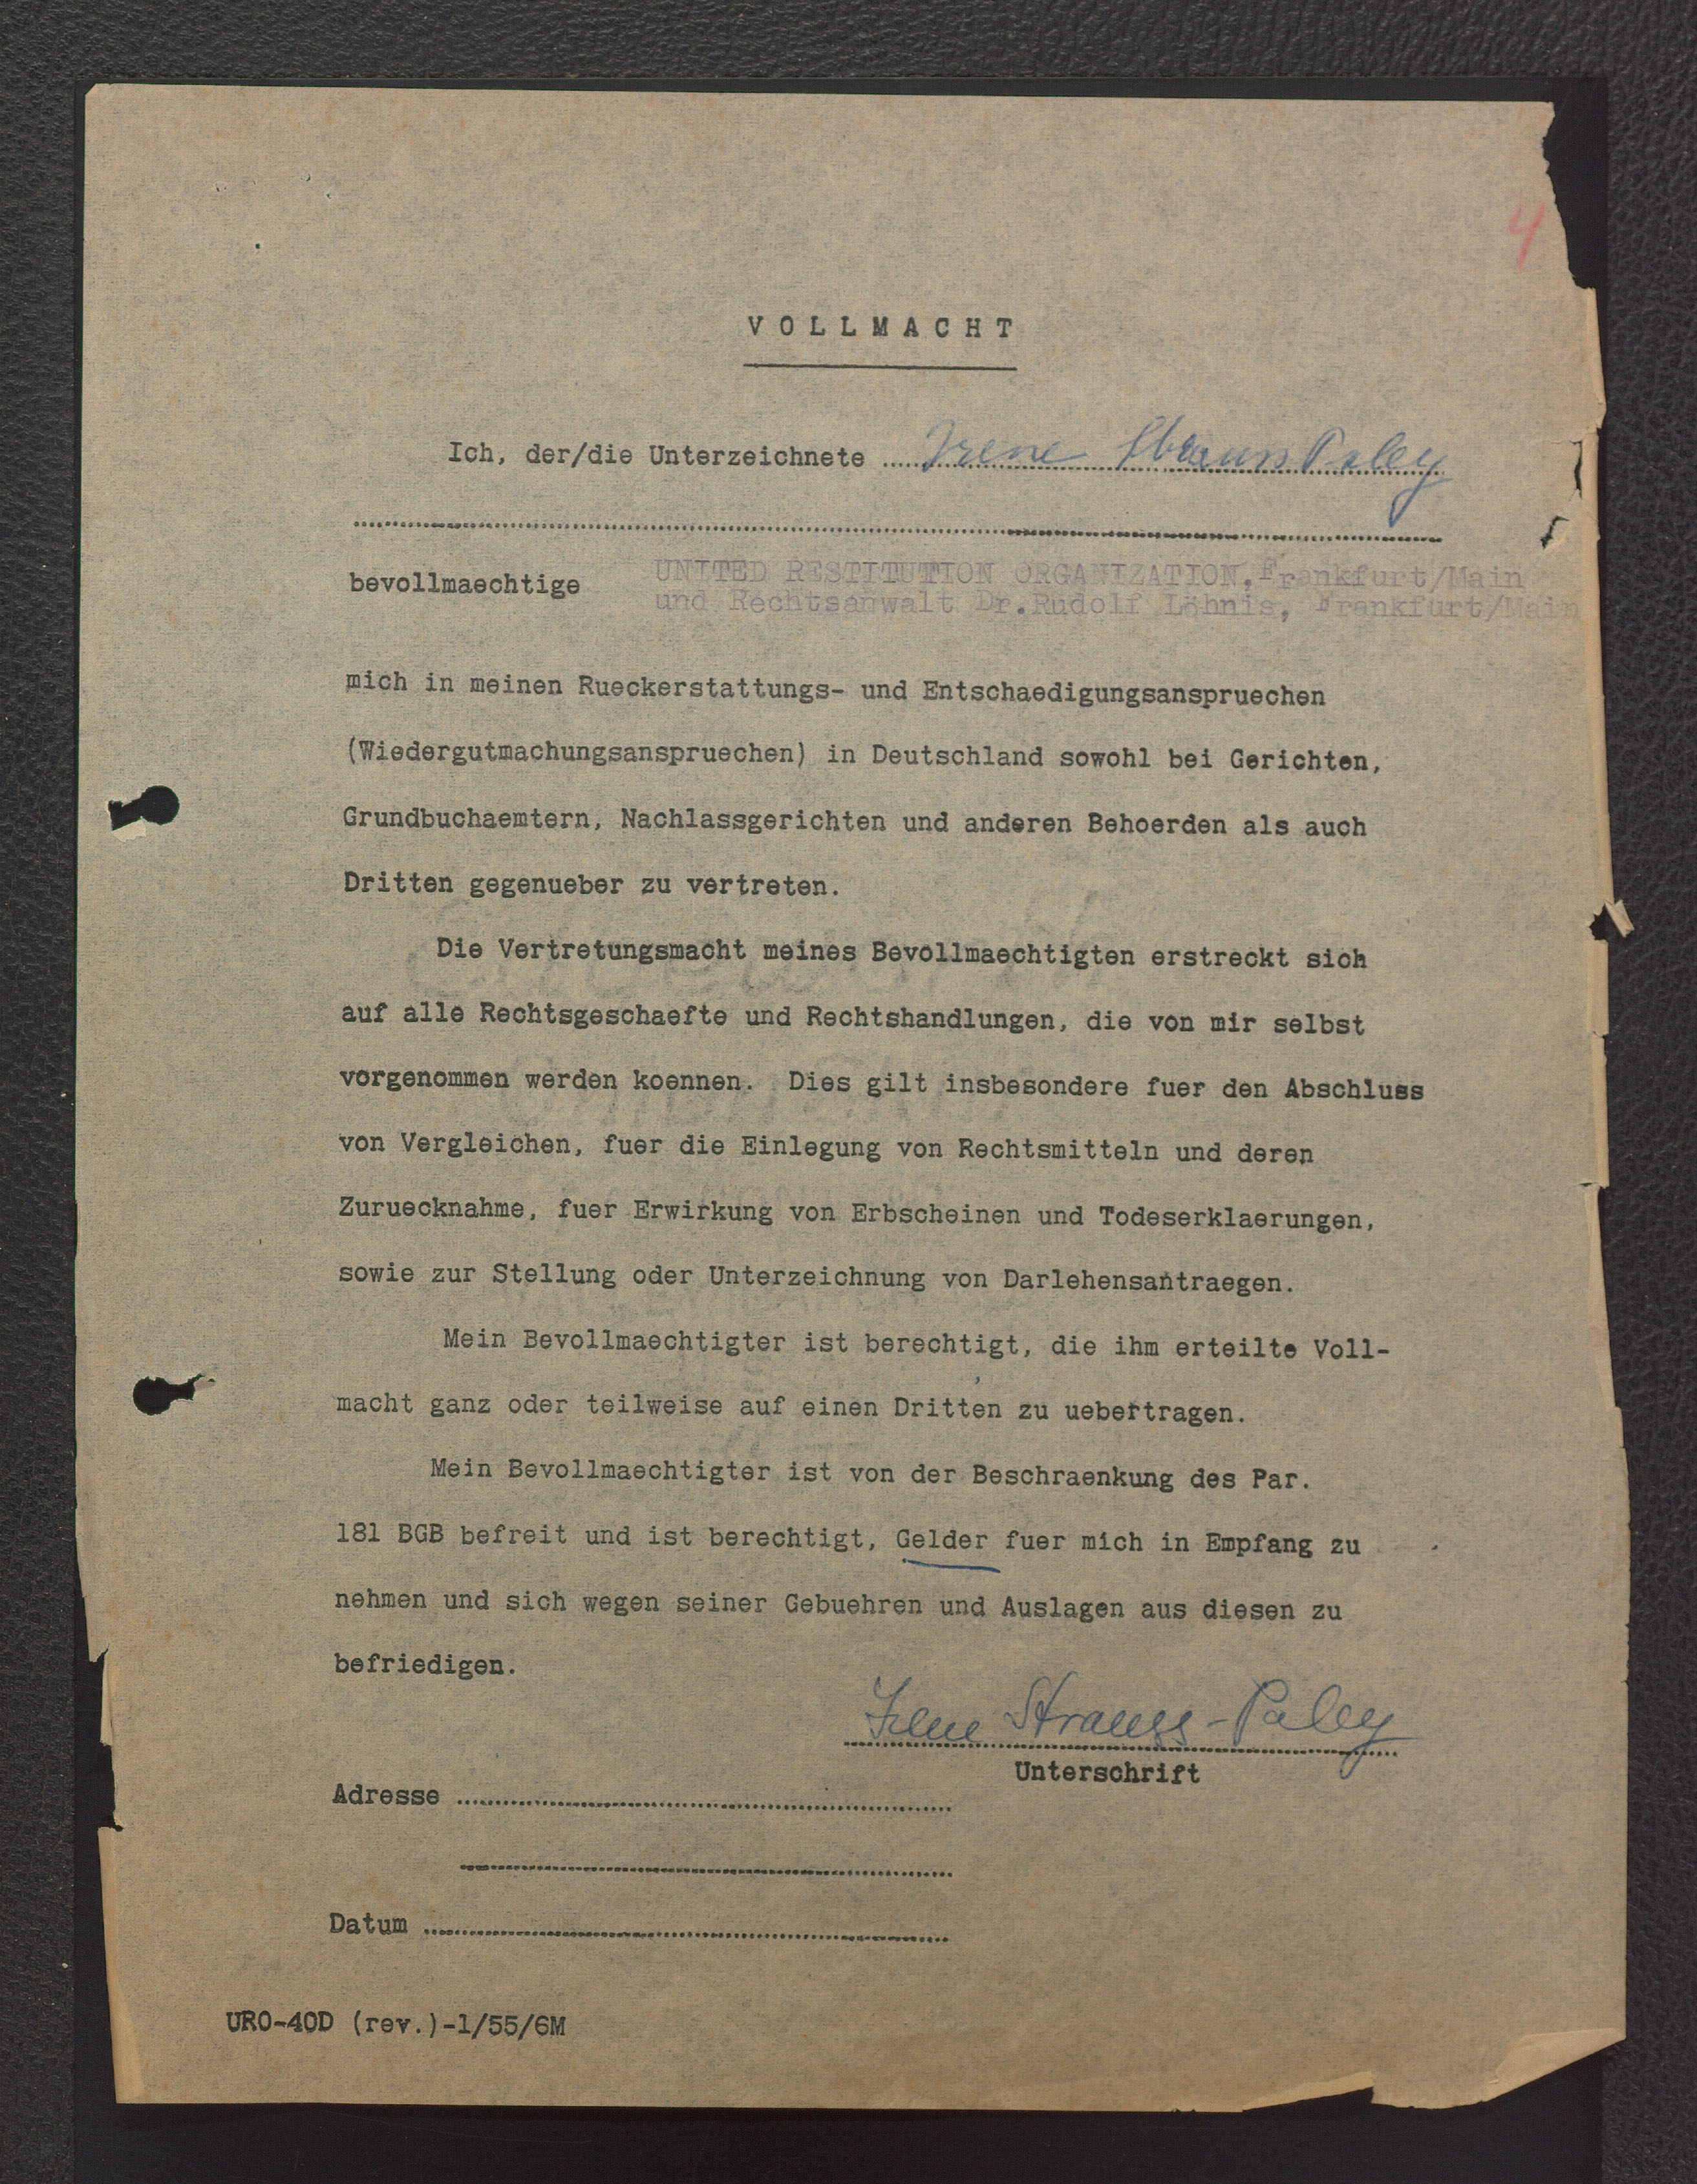 4
VOLLMACHT
Ich, der/die Unterzeichnete Irene Strauss Paley
bevollmaechtige UNITED RESTITUTION ORGANIZATION, Frankfurt/Main
und Rechtsanwalt Dr. Rudolf Löhnis, Frankfurt/Main
mich in meinen Rueckerstattungs- und Entschaedigungsanspruechen
(Wiedergutmachungsanspruechen) in Deutschland sowohl bei Gerichten,
Grundbuchaemtern, Nachlassgerichten und anderen Behoerden als auch
Dritten gegenueber zu vertreten.
Die Vertretungsmacht meines Bevollmaechtigten erstreckt sich
auf alle Rechtsgeschaefte und Rechtshandlungen, die von mir selbst
vorgenommen werden koennen. Dies gilt insbesondere fuer den Abschluss
von Vergleichen, fuer die Einlegung von Rechtsmitteln und deren
Zuruecknahme, fuer Erwirkung von Erbscheinen und Todeserklaerungen,
sowie zur Stellung oder Unterzeichnung von Darlehensantraegen.
Mein Bevollmaechtigter ist berechtigt, die ihm erteilte Voll-
macht ganz oder teilweise auf einen Dritten zu uebertragen.
Mein Bevollmaechtigter ist von der Beschraenkung des Par.
181 BGB befreit und ist berechtigt, Gelder fuer mich in Empfang zu
nehmen und sich wegen seiner Gebuehren und Auslagen aus diesen zu
befriedigen.
Irene Strauss-Paley
Unterschrift
Adresse
Datum
URO-40D (rev.)-1/55/6M